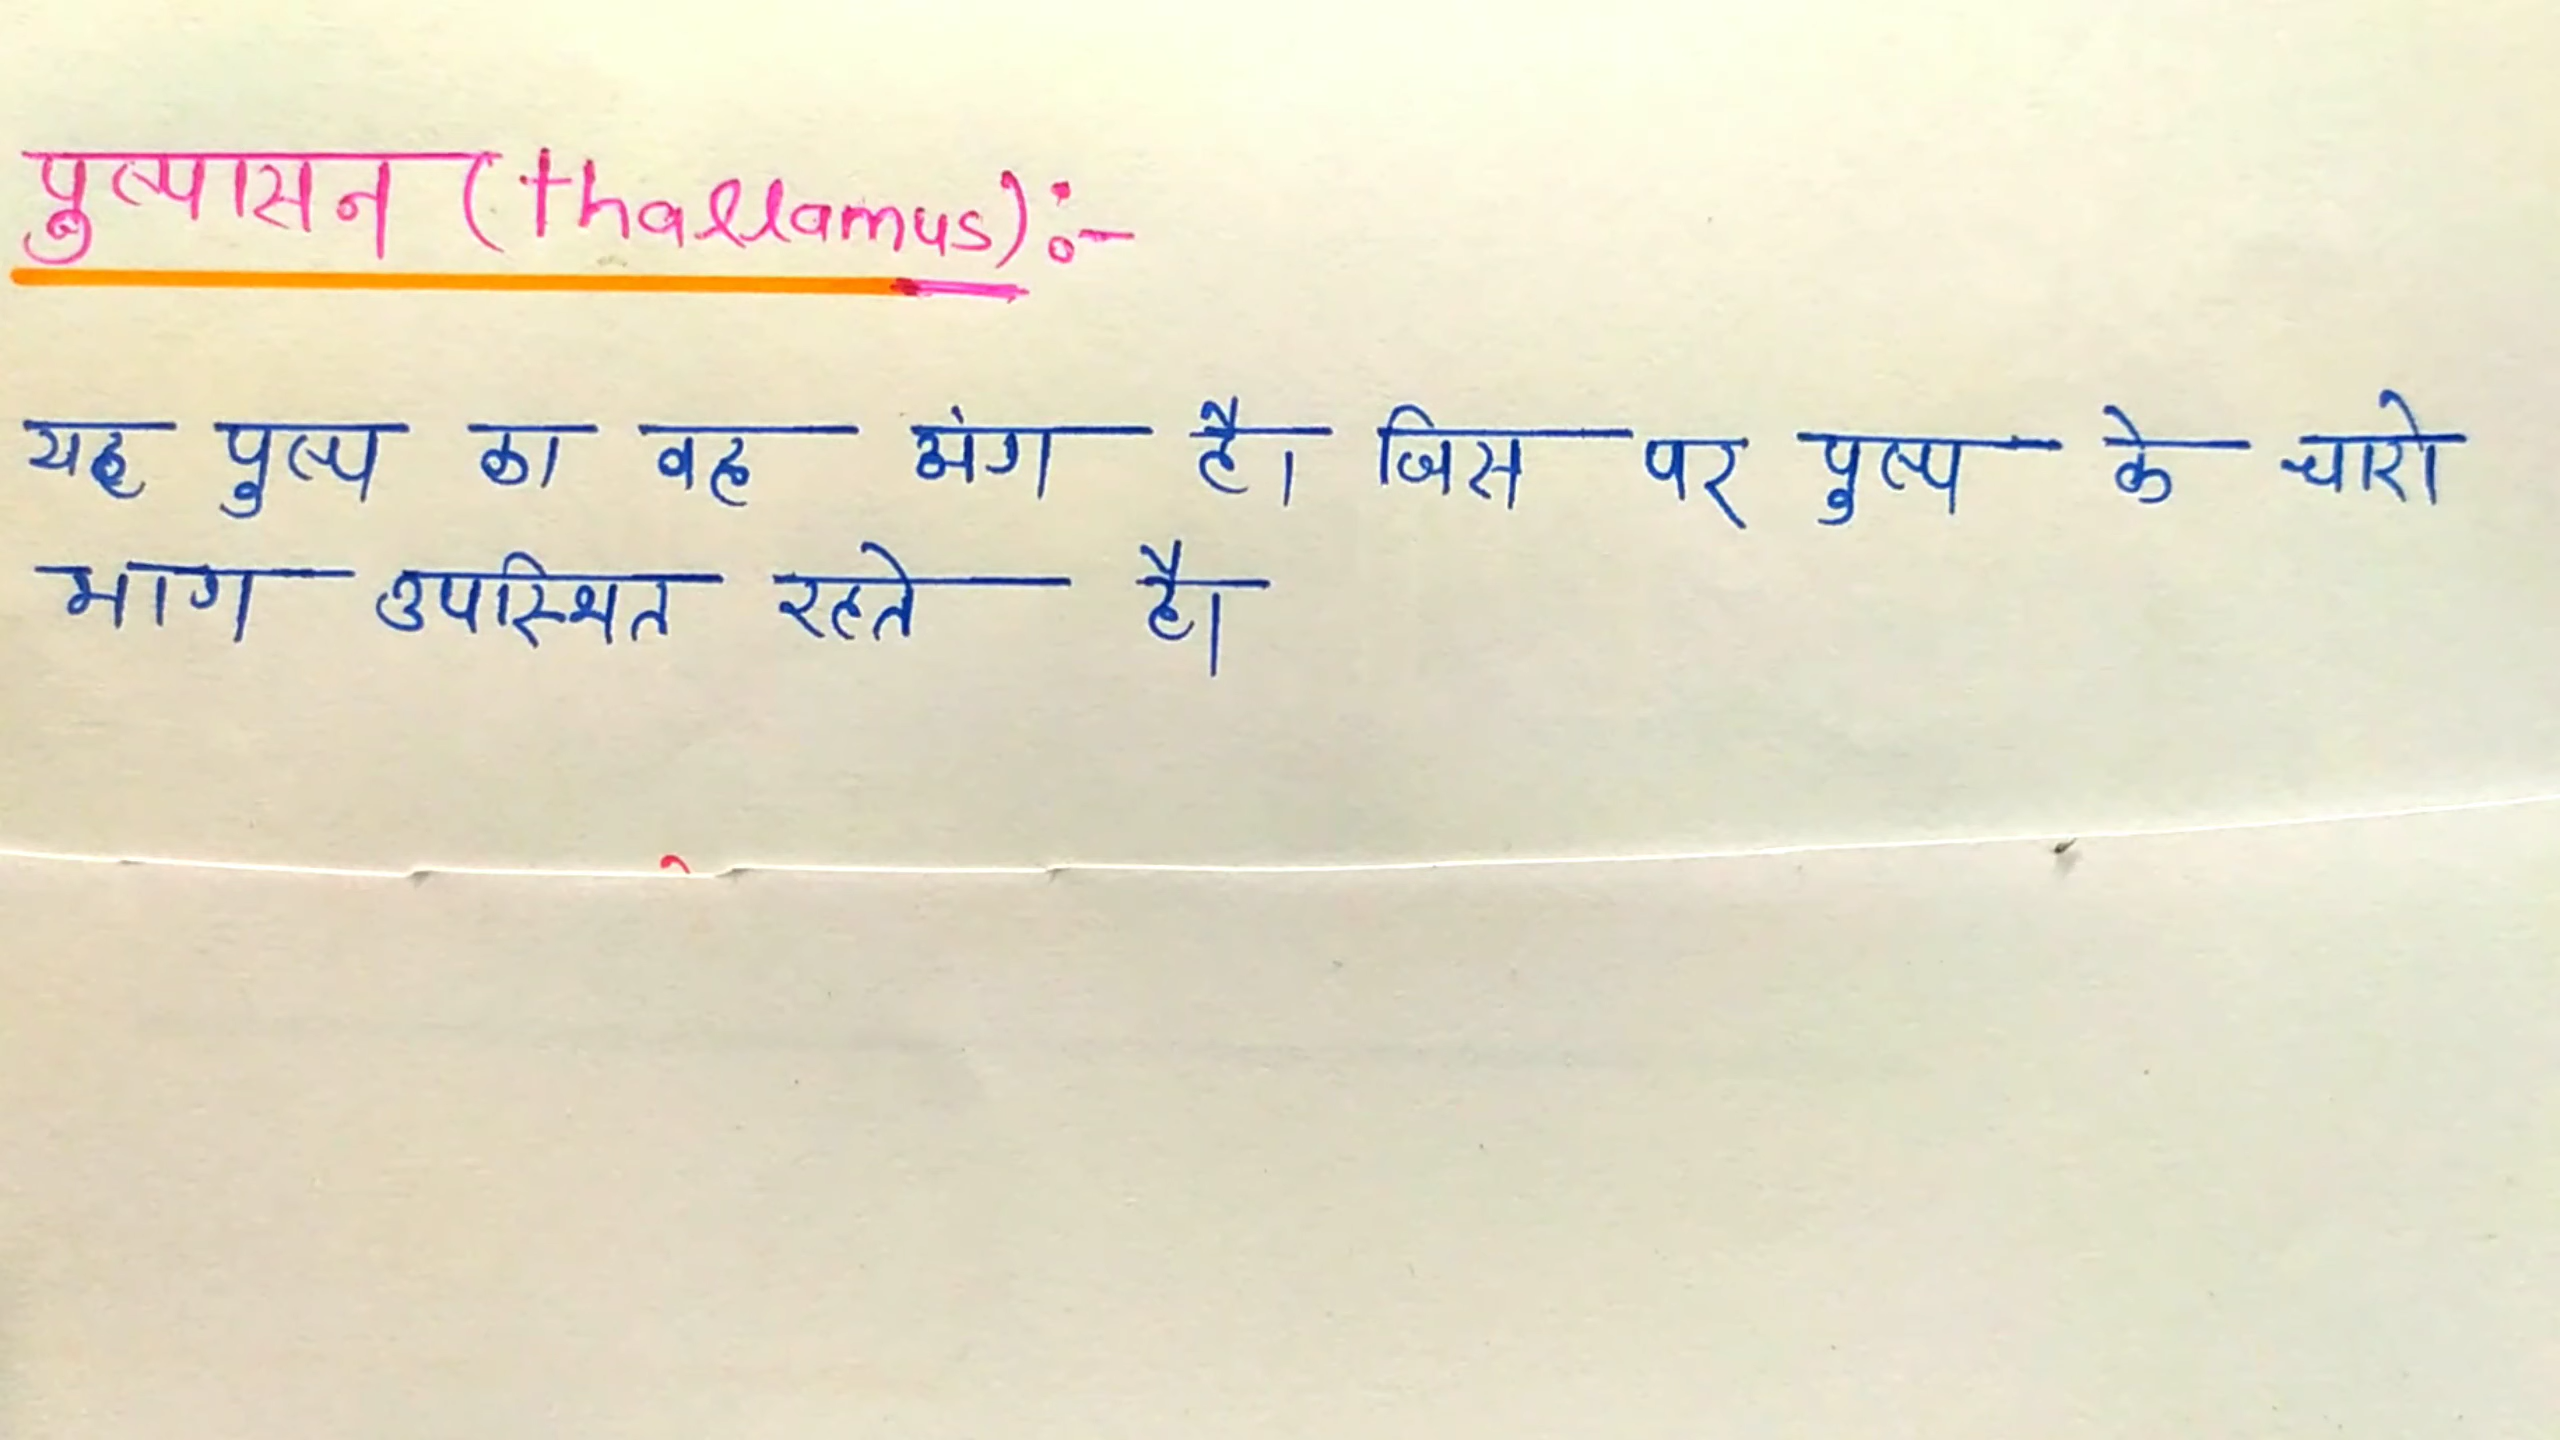 पुष्पासन (thallamus):-
यह पुष्प का वह अंग है। जिस पर पुष्प के चारो
भाग उपस्थित रहते है।